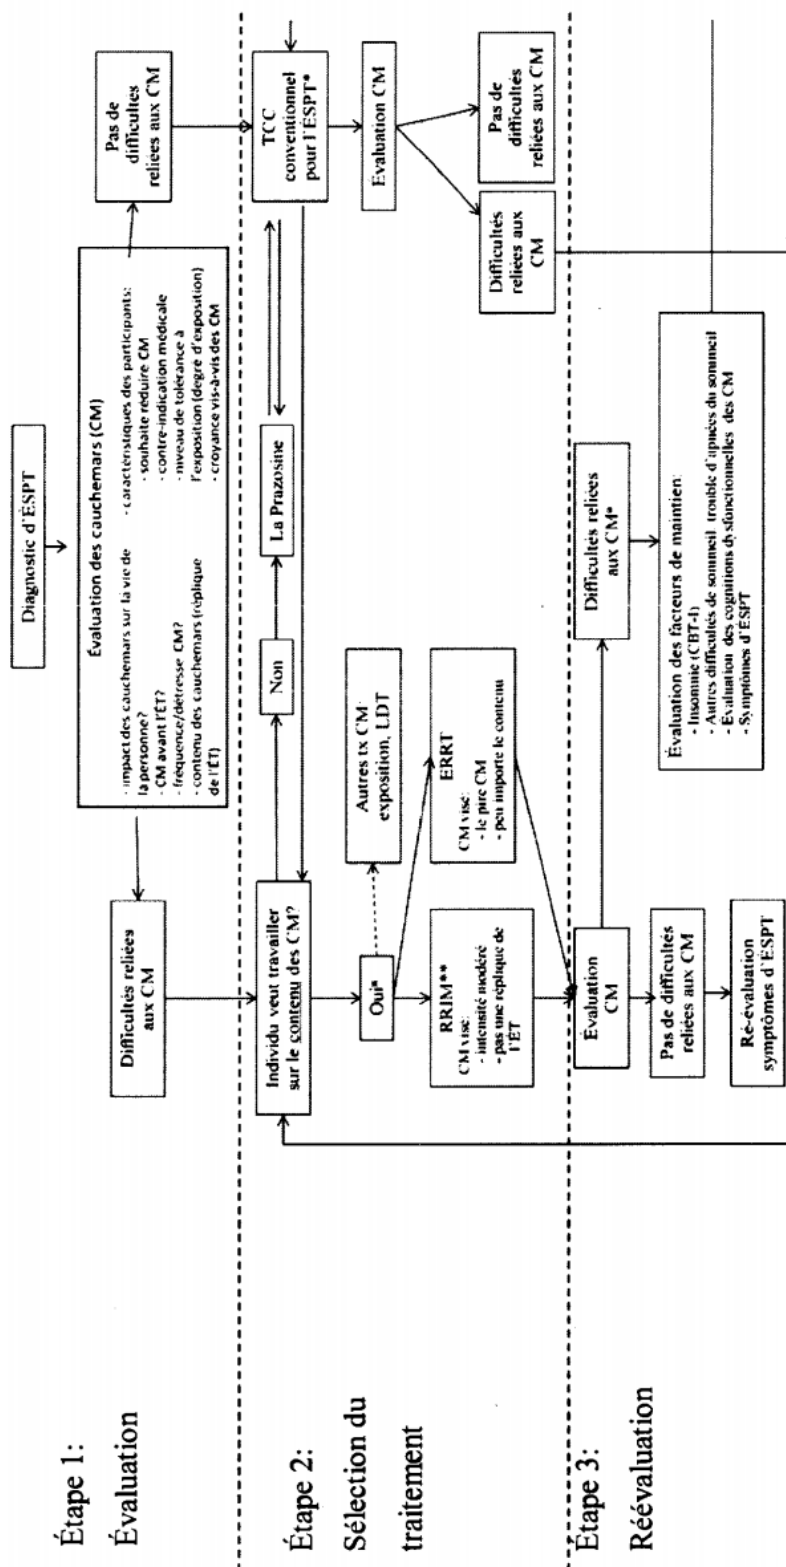 Étape 1:
Évaluation
Diagnostic d'ÉSPT
Évaluation des cauchemars (CM)
- impact des cauchemars sur la vie de
la personne?
- CM avant l'ÉT?
- fréquence/détresse CM?
- contenu des cauchemars (réplique
de l'ÉT)
- caractéristiques des participants:
- souhaite réduire CM
- contre-indication médicale
- niveau de tolérance à
l'exposition (degré d'exposition)
- croyance vis-à-vis des CM
Difficultés reliées
aux CM
Pas de
difficultés
reliées aux CM
Étape 2:
Sélection du
traitement
Individu veut travailler
sur le contenu des CM?
Non
La Prazosine
TCC
conventionnel
pour l'ÉSPT*
Oui*
Autres tx CM:
exposition, LDT
Évaluation CM
RRIM**
CM visé:
- intensité modéré
- pas une réplique de
l'ÉT
ERRT
CM visé:
- le pire CM
- peu importe le contenu
Difficultés
reliées aux
CM
Pas de
difficultés
reliées aux CM
Étape 3:
Réévaluation
Évaluation
CM
Difficultés reliées
aux CM*
Pas de difficultés
reliées aux CM
Ré-évaluation
symptômes d'ÉSPT
Évaluation des facteurs de maintien:
- Insomnie (CBT-I)
- Autres difficultés de sommeil trouble d'apnées du sommeil
- Évaluation des cognitions dysfonctionnelles des CM
- Symptômes d'ÉSPT